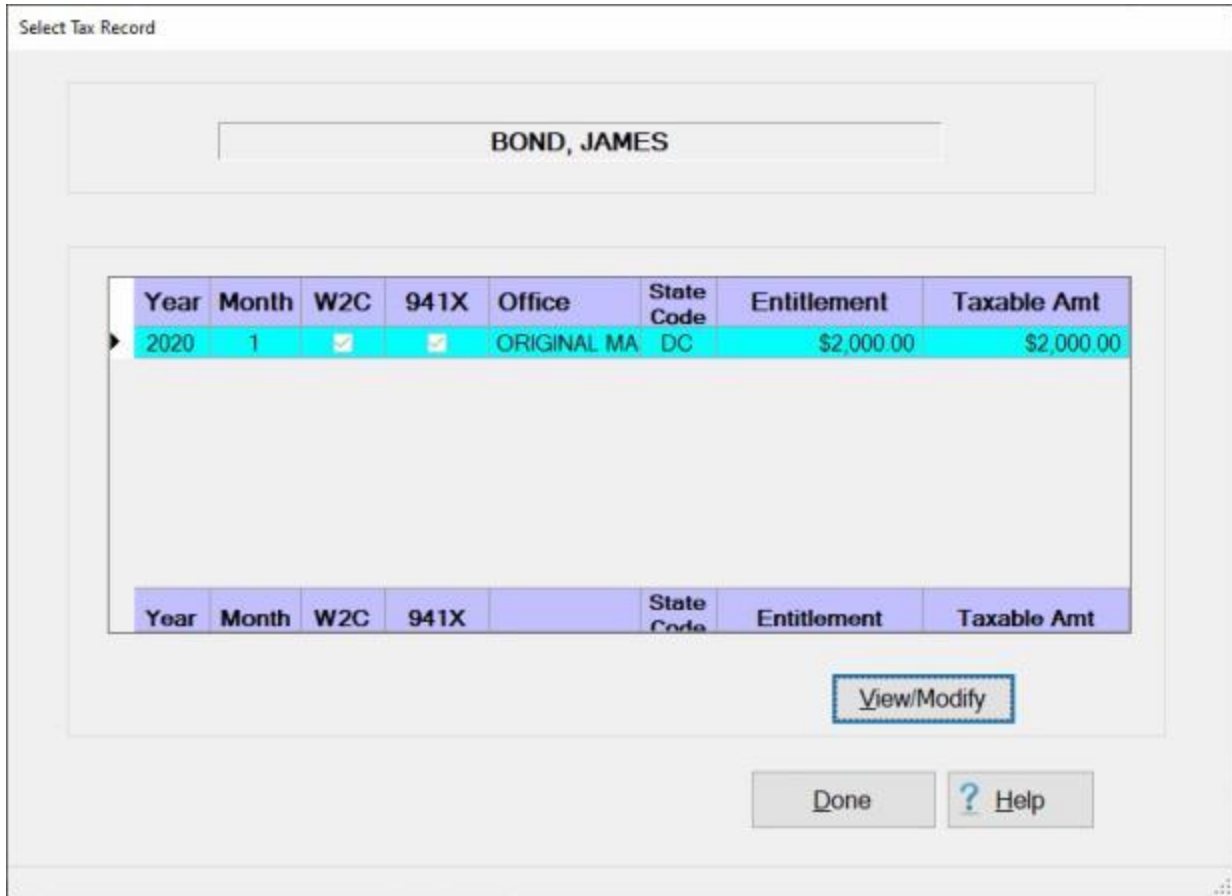 Select Tax Record
BOND, JAMES
Year Month W2C 941X Office State Code Entitlement Taxable Amt
2020 1 ORIGINAL MA DC $2,000.00 $2,000.00
Year Month W2C 941X State Code Entitlement Taxable Amt
View/Modify
Done ? Help